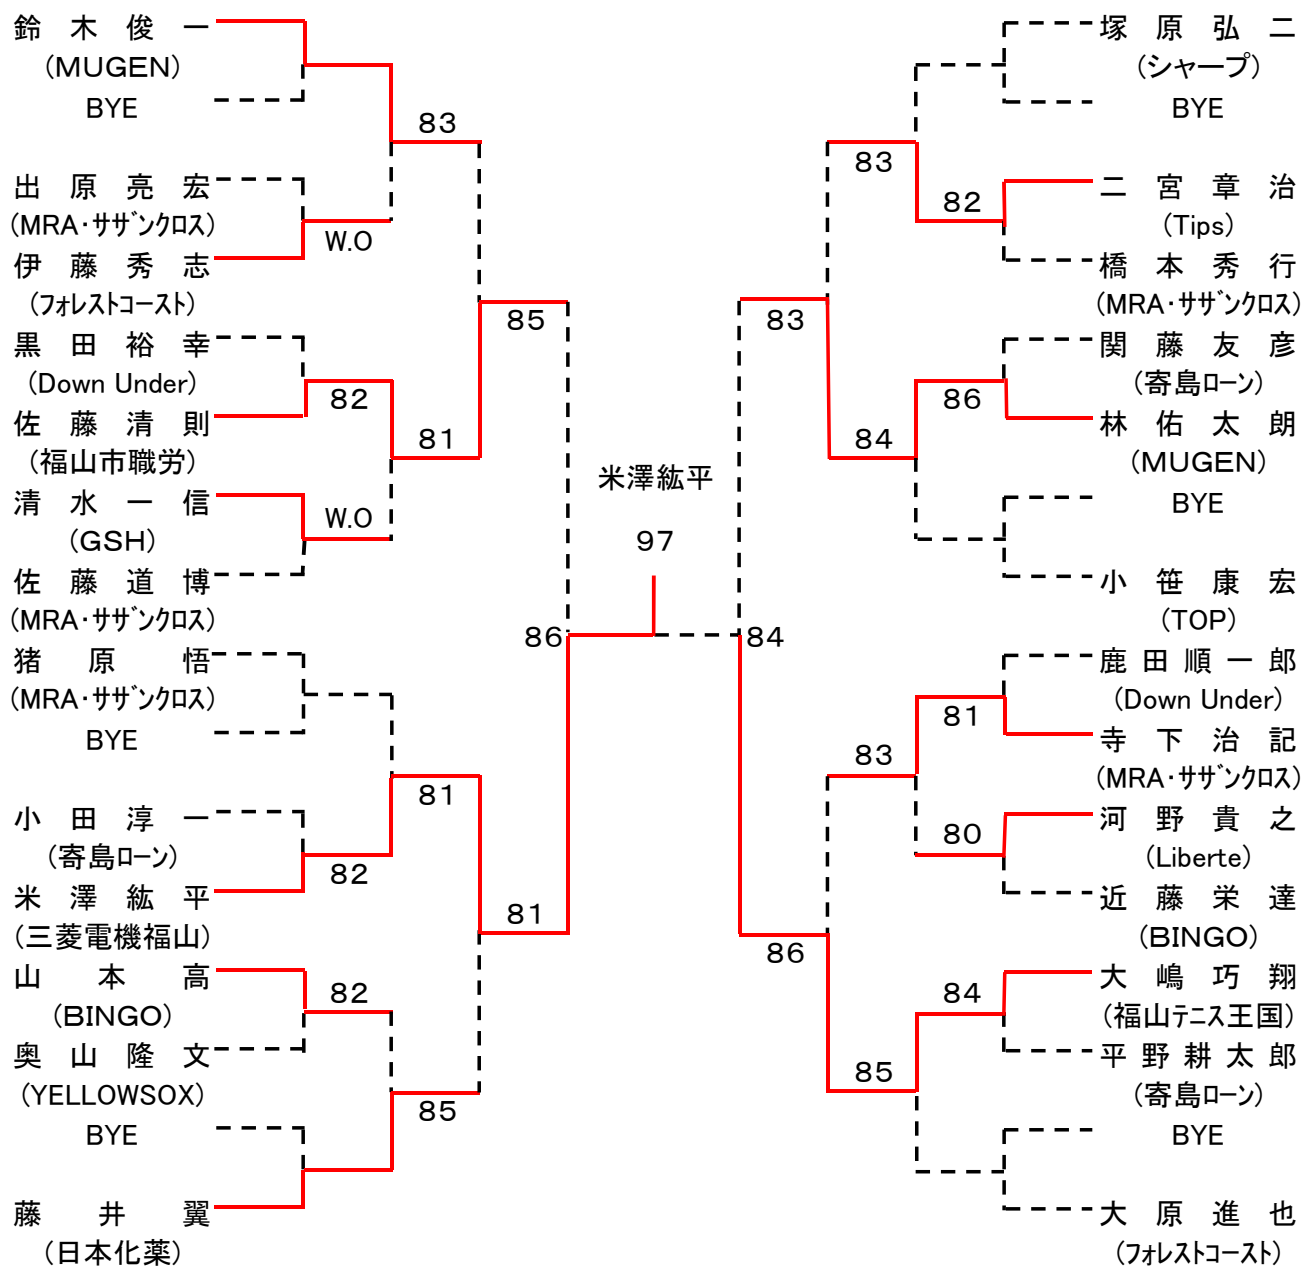 鈴木俊一
(MUGEN)
BYE
83
出原亮宏
(MRA・サザンクロス)
W.O
伊藤秀志
(フォレストコースト)
85
黒田裕幸
(Down Under)
82
佐藤清則
(福山市職労)
81
清水一信
(GSH)
W.O
佐藤道博
(MRA・サザンクロス)
86
猪原悟
(MRA・サザンクロス)
BYE
81
小田淳一
(寄島ローン)
82
米澤紘平
(三菱電機福山)
81
山本高
(BINGO)
82
奥山隆文
(YELLOWSOX)
85
BYE
藤井翼
(日本化薬)
米澤紘平
97
塚原弘二
(シャープ)
BYE
83
二宮章治
(Tips)
82
橋本秀行
(MRA・サザンクロス)
83
関藤友彦
(寄島ローン)
86
林佑太朗
(MUGEN)
84
BYE
小笹康宏
(TOP)
84
鹿田順一郎
(Down Under)
81
寺下治記
(MRA・サザンクロス)
83
河野貴之
(Liberte)
80
近藤栄達
(BINGO)
86
大嶋巧翔
(福山テニス王国)
84
平野耕太郎
(寄島ローン)
85
BYE
大原進也
(フォレストコースト)